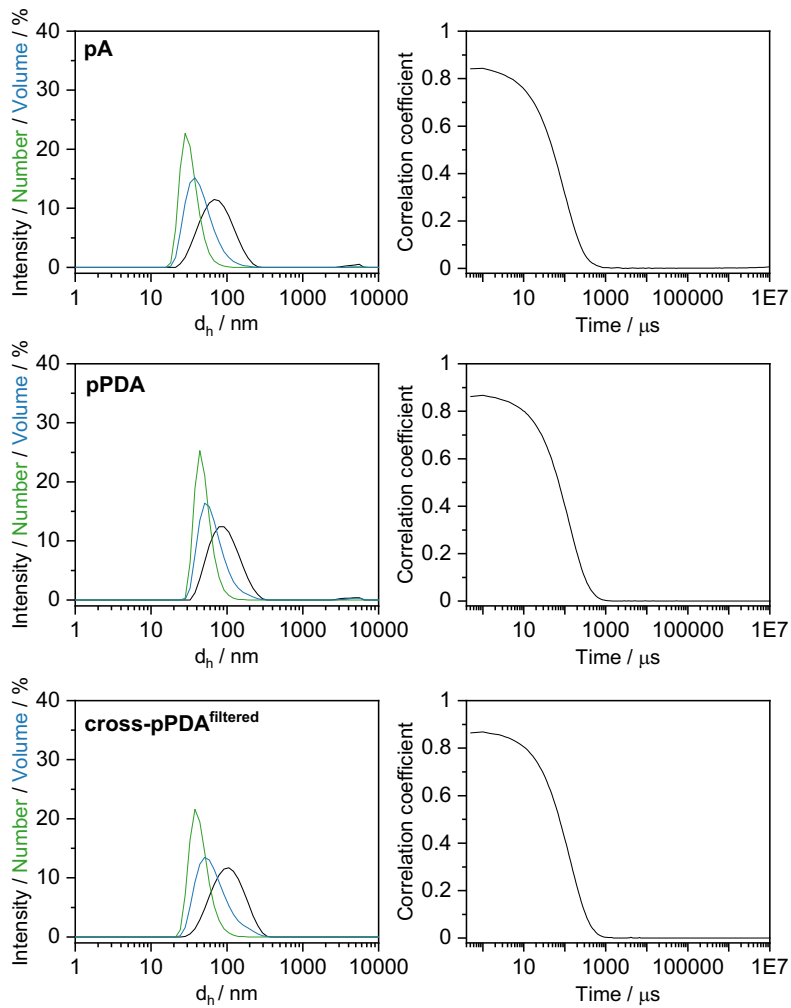 Intensity / Number / Volume / %
40
30
20
10
0
pA
1 10 100 1000 10000
d_h / nm
Correlation coefficient
1
0.8
0.6
0.4
0.2
0
10 1000 100000 1E7
Time / μs
Intensity / Number / Volume / %
40
30
20
10
0
pPDA
1 10 100 1000 10000
d_h / nm
Correlation coefficient
1
0.8
0.6
0.4
0.2
0
10 1000 100000 1E7
Time / μs
Intensity / Number / Volume / %
40
30
20
10
0
cross-pPDA^filtered
1 10 100 1000 10000
d_h / nm
Correlation coefficient
1
0.8
0.6
0.4
0.2
0
10 1000 100000 1E7
Time / μs